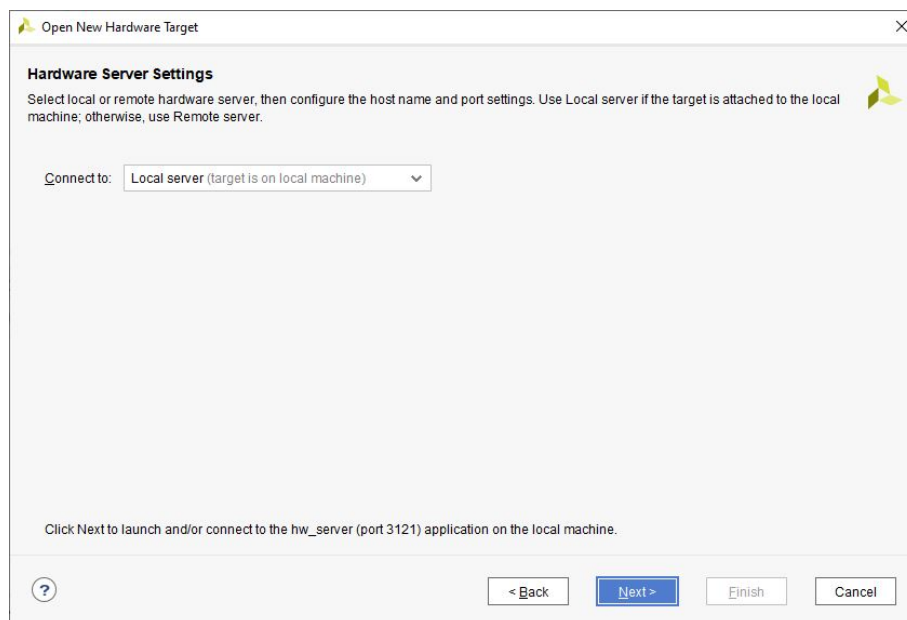 Open New Hardware Target
Hardware Server Settings
Select local or remote hardware server, then configure the host name and port settings. Use Local server if the target is attached to the local
machine; otherwise, use Remote server.
Connect to: Local server (target is on local machine)
Click Next to launch and/or connect to the hw_server (port 3121) application on the local machine.
? < Back Next > Finish Cancel